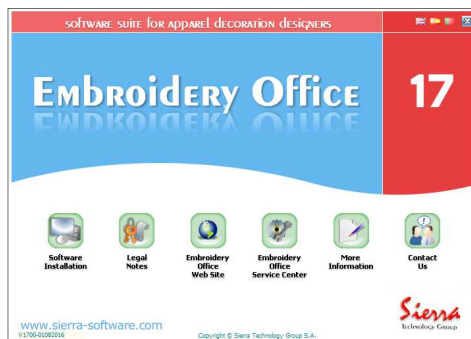 software suite for apparel decoration designers
Embroidery Office
17
Software
Installation
Legal
Notes
Embroidery
Office
Web Site
Embroidery
Office
Service Center
More
Information
Contact
Us
Sierra
Technology Group
www.sierra-software.com
V1700-01082016
Copyright © Sierra Technology Group S.A.